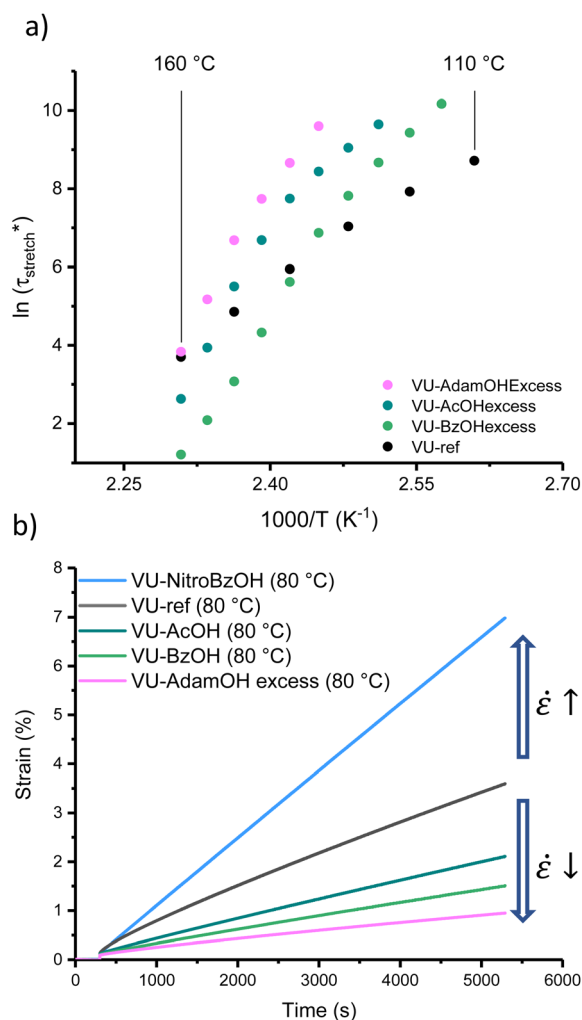 a)
160 °C
110 °C
10
8
6
4
2
ln (τstretch*)
VU-AdamOHExcess
VU-AcOHexcess
VU-BzOHexcess
VU-ref
2.25 2.40 2.55 2.70
1000/T (K-1)
b)
8
7
6
5
4
3
2
1
0
Strain (%)
VU-NitroBzOH (80 °C)
VU-ref (80 °C)
VU-AcOH (80 °C)
VU-BzOH (80 °C)
VU-AdamOH excess (80 °C)
ε̇ ↑
ε̇ ↓
0 1000 2000 3000 4000 5000 6000
Time (s)